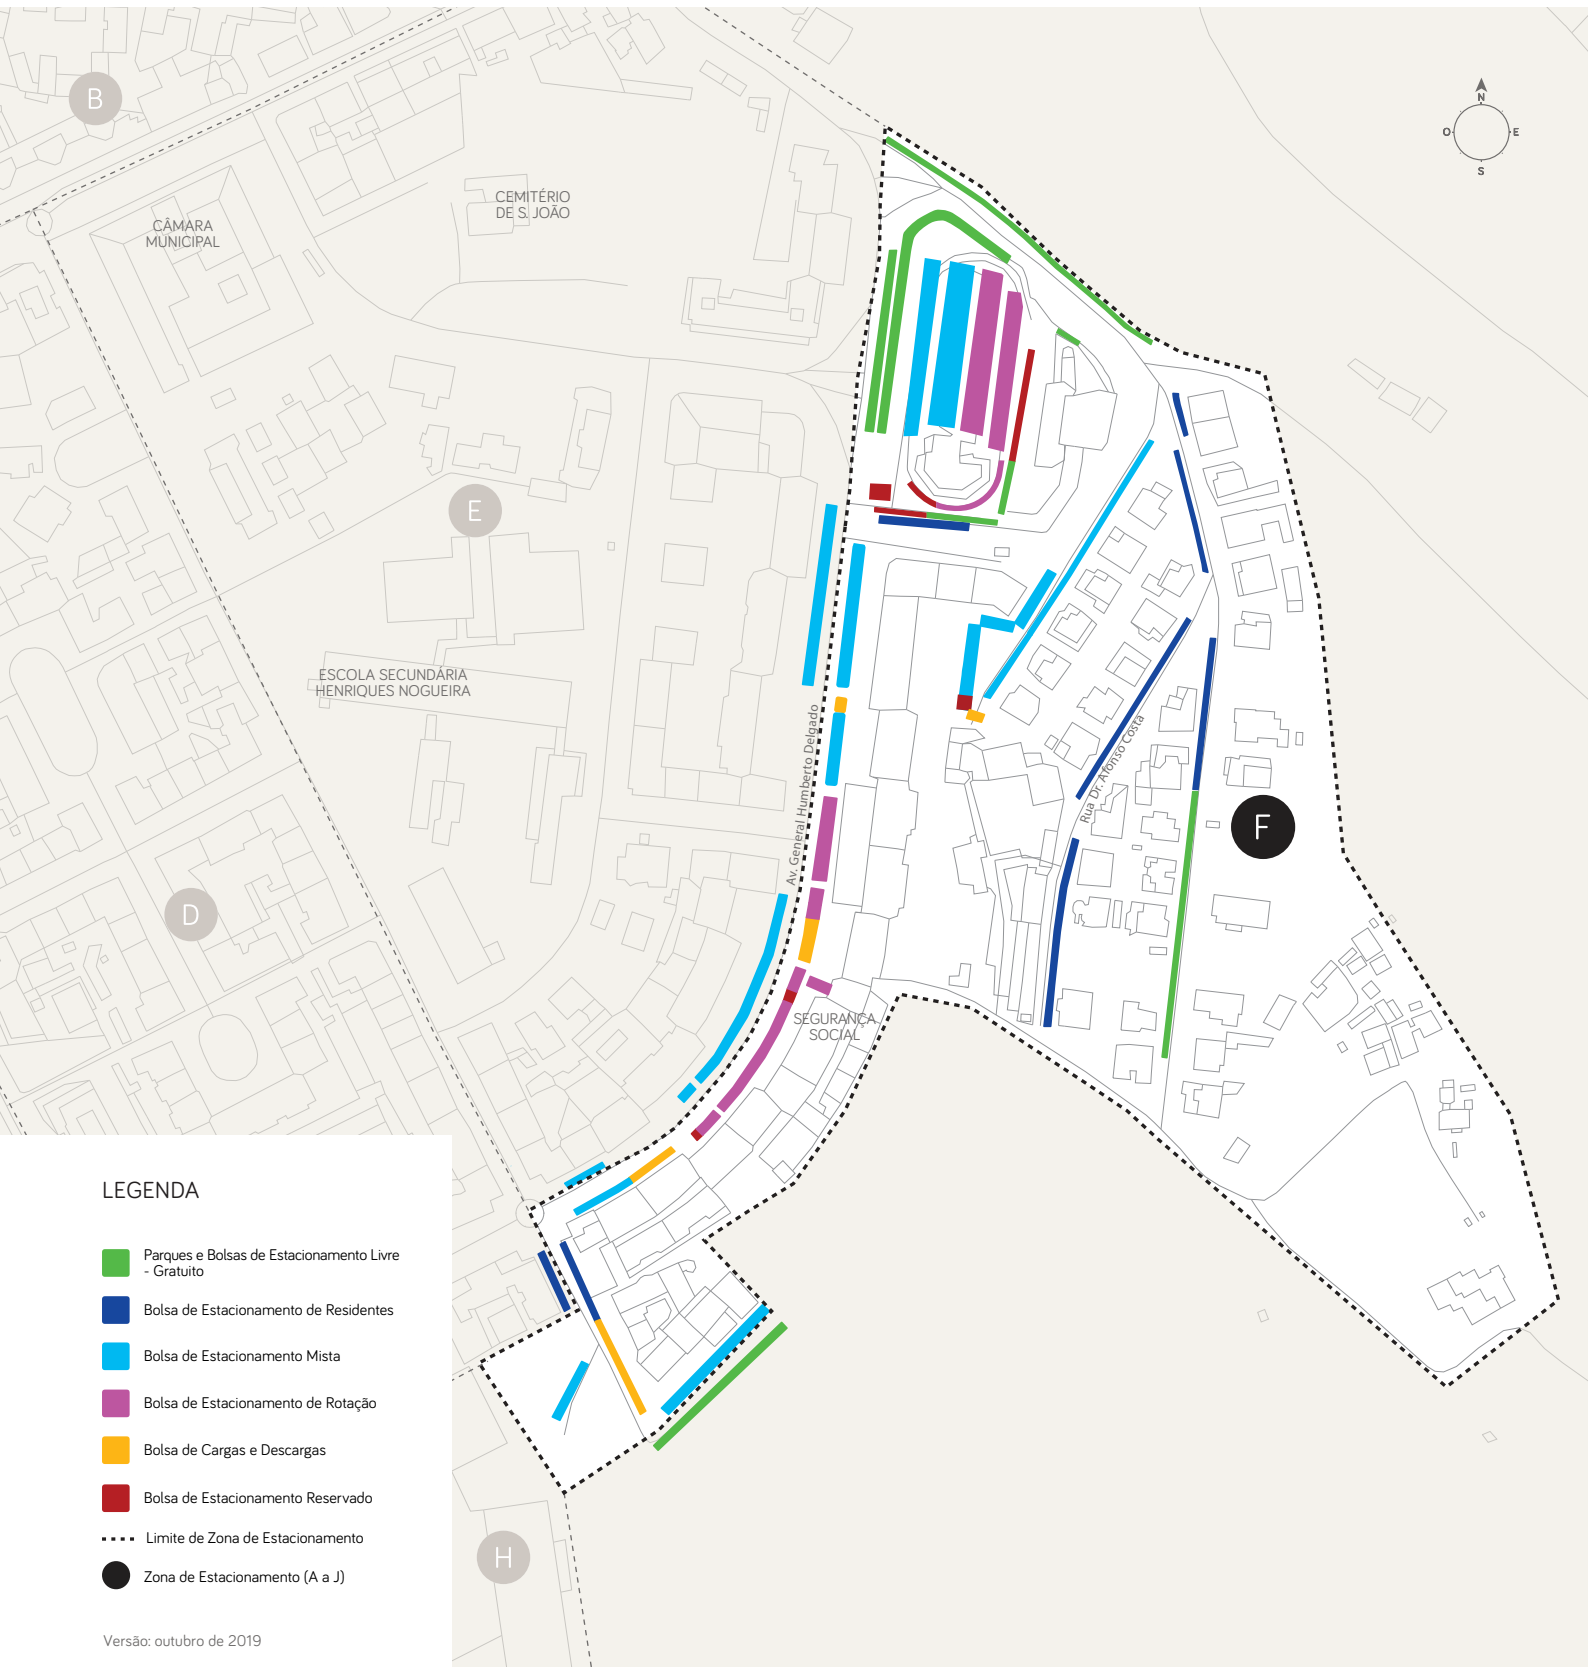 B
N
O
E
S
CEMITÉRIO
DE S. JOÃO
CÂMARA
MUNICIPAL
E
ESCOLA SECUNDÁRIA
HENRIQUES NOGUEIRA
Av. General Humberto Delgado
Rua Dr. Afonso Costa
F
D
SEGURANÇA
SOCIAL
LEGENDA
Parques e Bolsas de Estacionamento Livre
- Gratuito
Bolsa de Estacionamento de Residentes
Bolsa de Estacionamento Mista
Bolsa de Estacionamento de Rotação
Bolsa de Cargas e Descargas
Bolsa de Estacionamento Reservado
Limite de Zona de Estacionamento
Zona de Estacionamento (A a J)
H
Versão: outubro de 2019